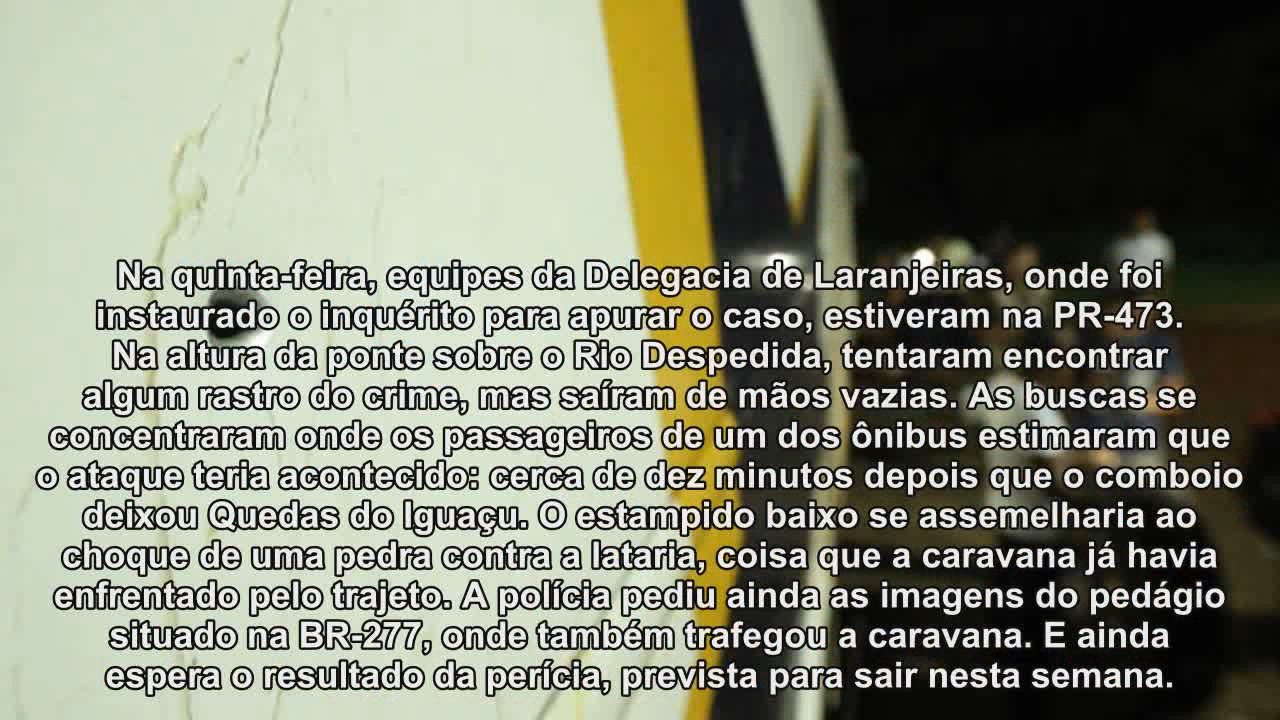 Na quinta-feira, equipes da Delegacia de Laranjeiras, onde foi
instaurado o inquérito para apurar o caso, estiveram na PR-473.
Na altura da ponte sobre o Rio Despedida, tentaram encontrar
algum rastro do crime, mas saíram de mãos vazias. As buscas se
concentraram onde os passageiros de um dos ônibus estimaram que
o ataque teria acontecido: cerca de dez minutos depois que o comboio
deixou Quedas do Iguaçu. O estampido baixo se assemelharia ao
choque de uma pedra contra a lataria, coisa que a caravana já havia
enfrentado pelo trajeto. A polícia pediu ainda as imagens do pedágio
situado na BR-277, onde também trafegou a caravana. E ainda
espera o resultado da perícia, prevista para sair nesta semana.